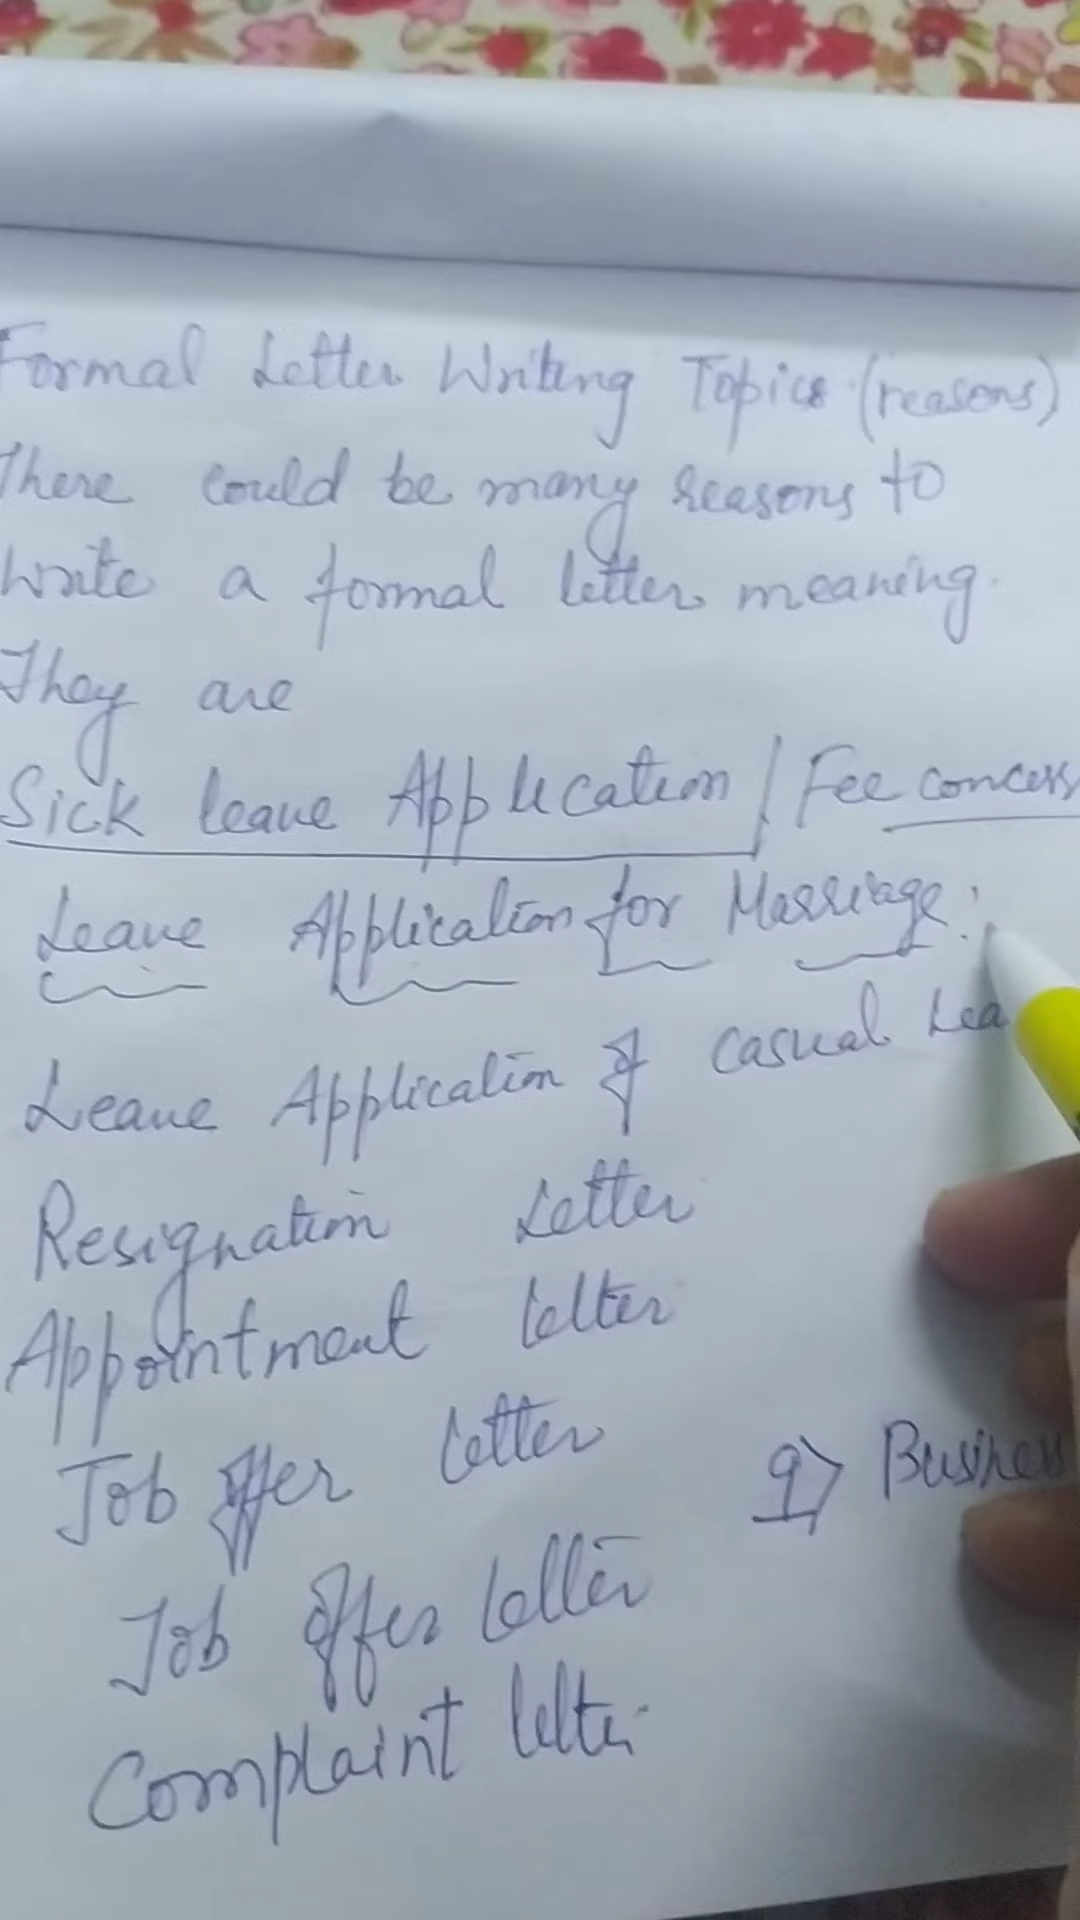 Formal Letter Writing Topics (reasons)
There could be many reasons to
write a formal letter meaning.
They are
Sick leave Application / Fee concess
Leave Application for Marriage:
Leave Application of casual Lea
Resignation Letter
Appointment letter
Job offer letter
9) Business
Job offer letter
Complaint letter